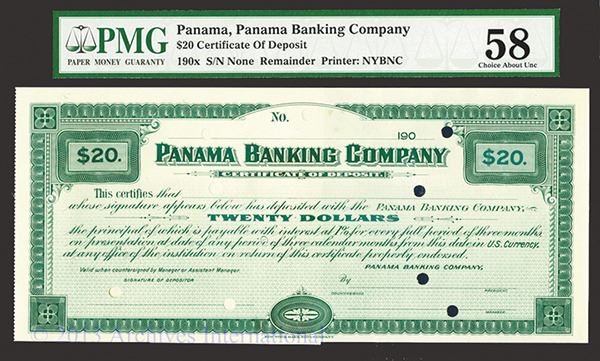 PMG
PAPER MONEY GUARANTY
Panama, Panama Banking Company
$20 Certificate Of Deposit
190x S/N None Remainder Printer: NYBNC
58
Choice About Unc
No.
190
$20.
$20.
PANAMA BANKING COMPANY
CERTIFICATE OF DEPOSIT
This certifies that
whose signature appears below has deposited with the PANAMA BANKING COMPANY,
TWENTY DOLLARS
the principal of which is payable with interest at 1% for every full period of three months
on presentation at date of any period of three calendar months from this date in U.S. Currency.
at any office of the institution on return of this certificate properly endorsed.
Valid when countersigned by Manager or Assistant Manager.
PANAMA BANKING COMPANY,
SIGNATURE OF DEPOSITOR
By
COUNTERSIGNED
© 2013 Archives International